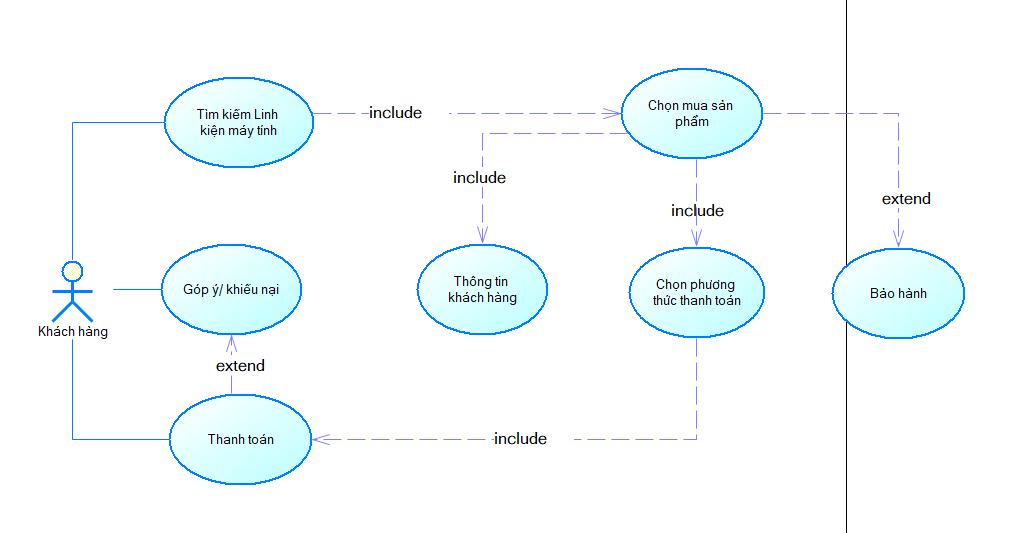 Tìm kiếm Linh
kiện máy tính
include
Chọn mua sản
phẩm
include
include
extend
Khách hàng
Góp ý/ khiếu nại
Thông tin
khách hàng
Chọn phương
thức thanh toán
Bảo hành
extend
Thanh toán
include